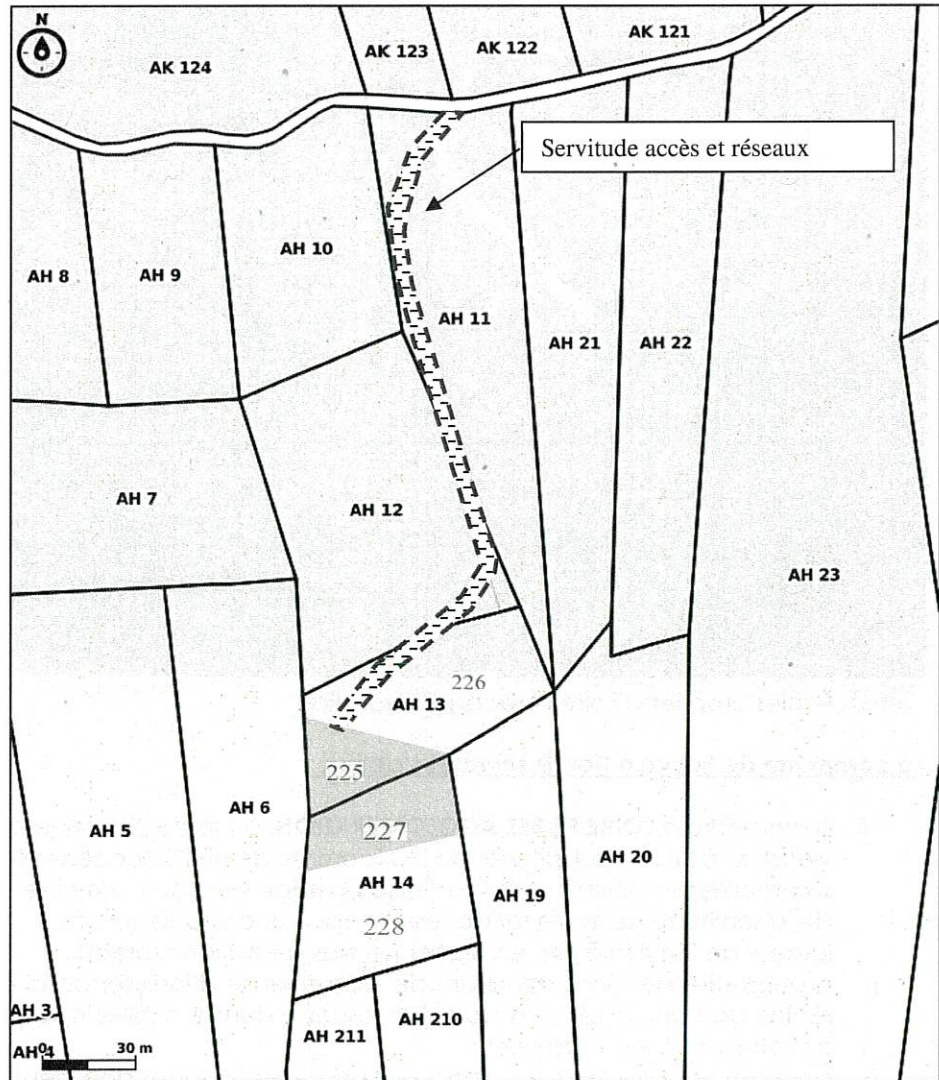 N
AK 124
AK 123
AK 122
AK 121
Servitude accès et réseaux
AH 8
AH 9
AH 10
AH 11
AH 21
AH 22
AH 7
AH 12
AH 23
226
AH 13
225
AH 6
227
AH 5
AH 14
AH 19
AH 20
228
AH 3
AH 211
AH 210
AH 4
0
30 m